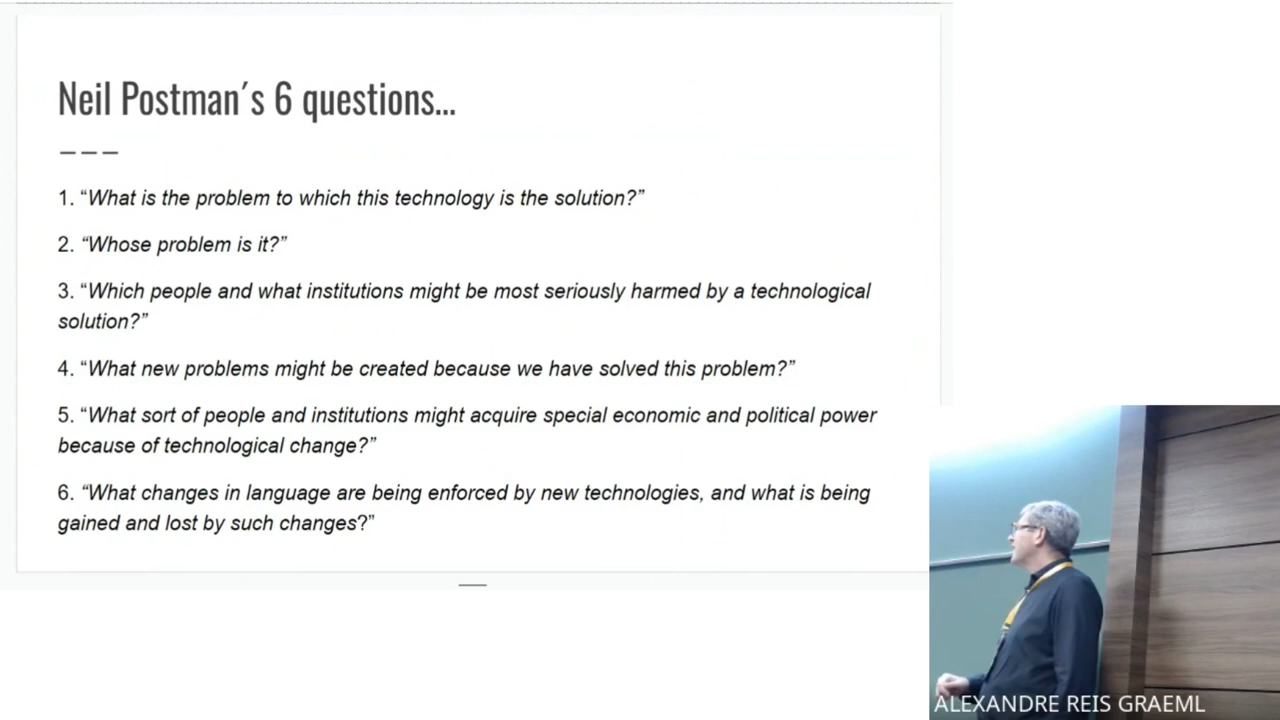 Neil Postman´s 6 questions...
1. “What is the problem to which this technology is the solution?”
2. “Whose problem is it?”
3. “Which people and what institutions might be most seriously harmed by a technological
solution?”
4. “What new problems might be created because we have solved this problem?”
5. “What sort of people and institutions might acquire special economic and political power
because of technological change?”
6. “What changes in language are being enforced by new technologies, and what is being
gained and lost by such changes?”
ALEXANDRE REIS GRAEML